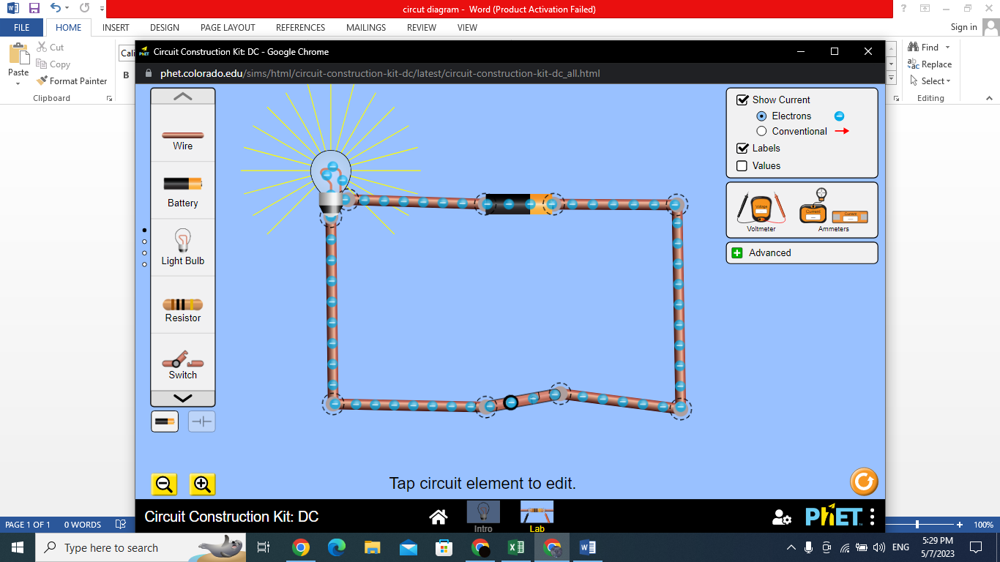 circut diagram - Word (Product Activation Failed)
FILE HOME INSERT DESIGN PAGE LAYOUT REFERENCES MAILINGS REVIEW VIEW Sign in
Paste
Cut
Copy
Format Painter
Clipboard
Cali
B
Find
Replace
Select
Editing
PhET Circuit Construction Kit: DC - Google Chrome
phet.colorado.edu/sims/html/circuit-construction-kit-dc/latest/circuit-construction-kit-dc_all.html
Wire
Battery
Light Bulb
Resistor
Switch
Show Current
Electrons
Conventional
Labels
Values
Voltage
Current
Current
Voltmeter
Ammeters
Advanced
Tap circuit element to edit.
Circuit Construction Kit: DC
Intro
Lab
PhET
PAGE 1 OF 1 0 WORDS
100%
Type here to search
ENG
5:29 PM
5/7/2023